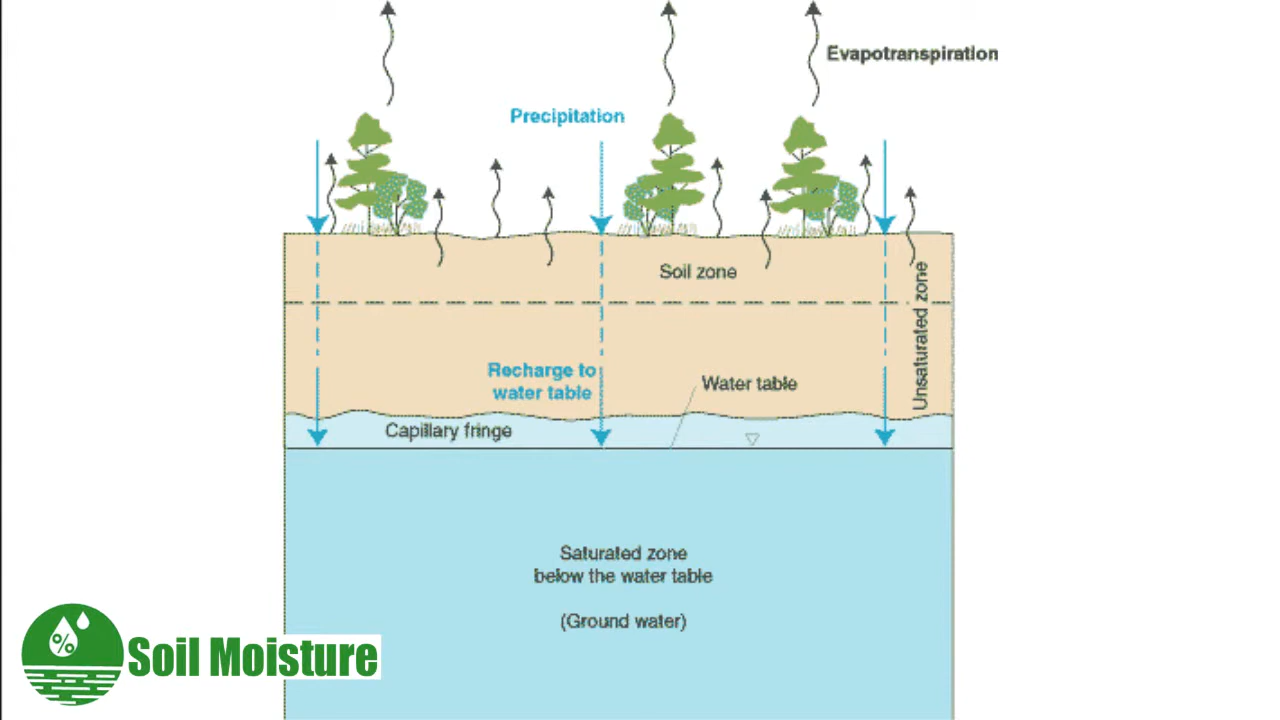 Evapotranspiration
Precipitation
Soil zone
Unsaturated zone
Recharge to
water table
Water table
Capillary fringe
Saturated zone
below the water table
(Ground water)
%
Soil Moisture